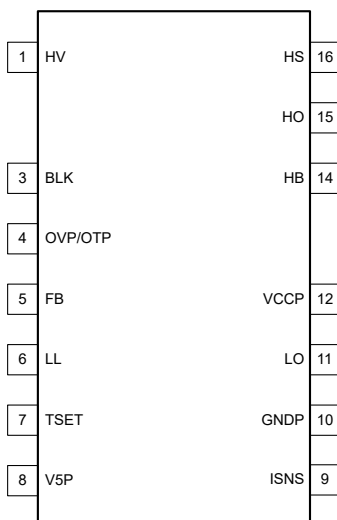 1 HV HS 16
HO 15
3 BLK HB 14
4 OVP/OTP
5 FB VCCP 12
6 LL LO 11
7 TSET GNDP 10
8 V5P ISNS 9